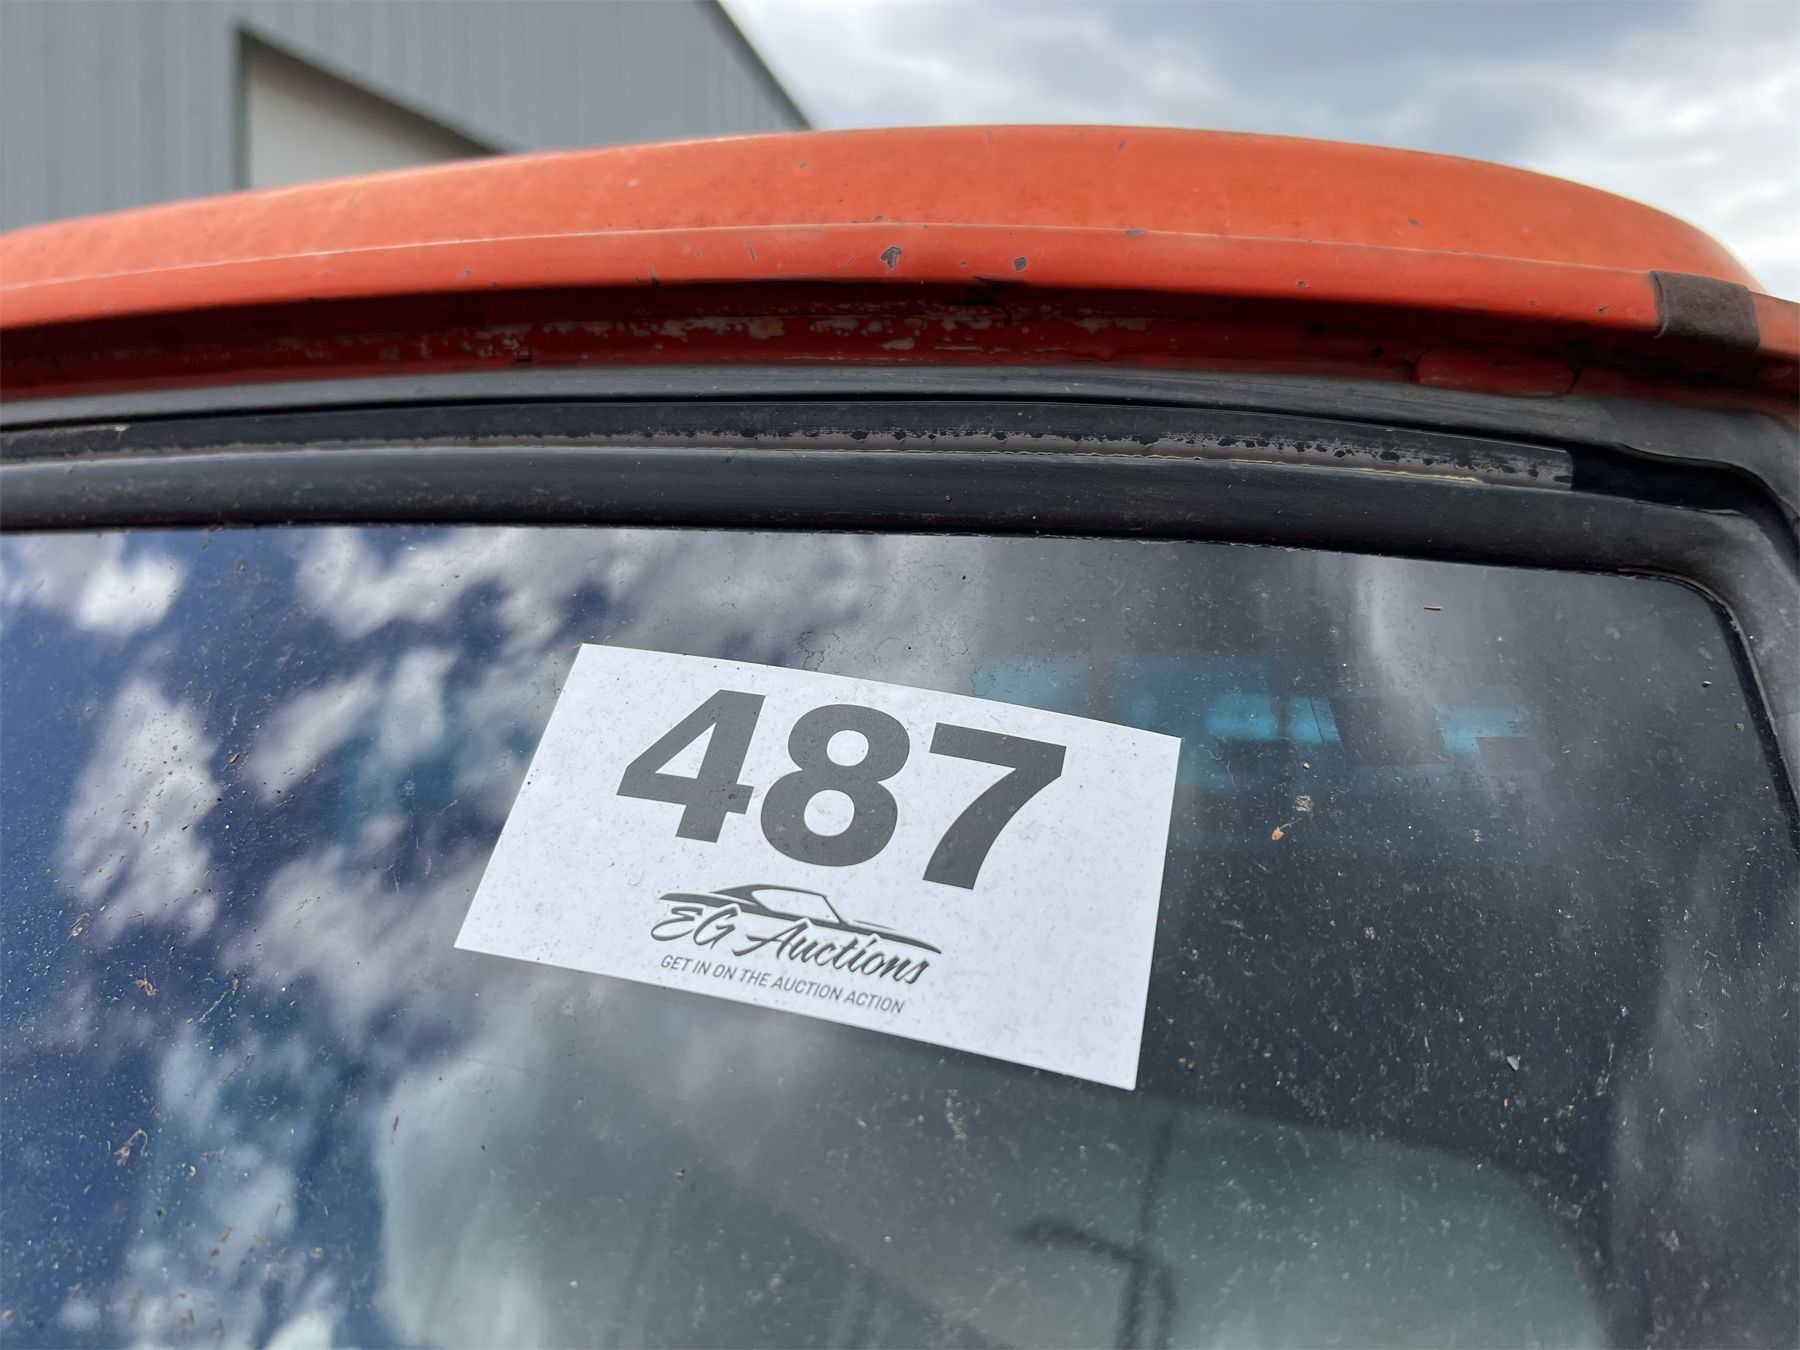 487
EG Auctions
GET IN ON THE AUCTION ACTION